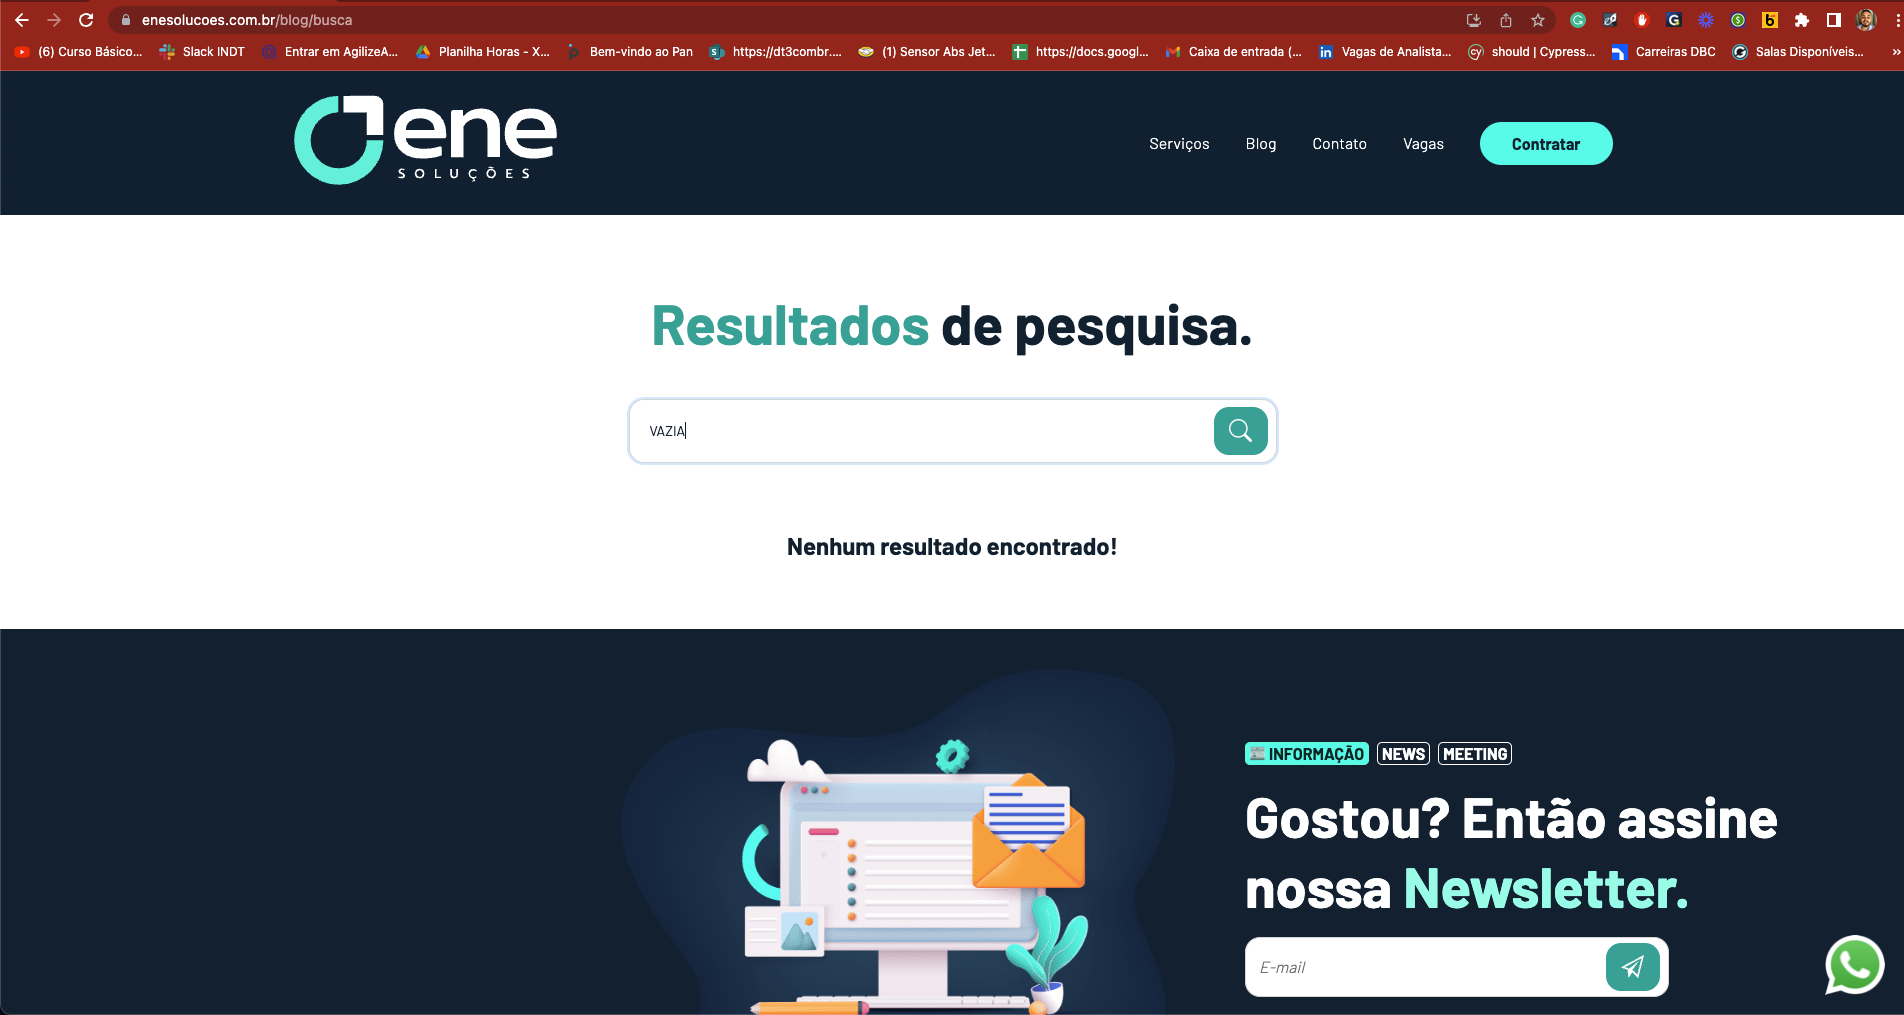 enesolucoes.com.br/blog/busca
(6) Curso Básico...
Slack INDT
Entrar em AgilizeA...
Planilha Horas - X...
Bem-vindo ao Pan
https://dt3combr....
(1) Sensor Abs Jet...
https://docs.googl...
Caixa de entrada (...
Vagas de Analista...
should | Cypress...
Carreiras DBC
Salas Disponíveis...
»
ene
SOLUÇÕES
Serviços
Blog
Contato
Vagas
Contratar
Resultados de pesquisa.
VAZIA
Nenhum resultado encontrado!
INFORMAÇÃO
NEWS
MEETING
Gostou? Então assine
nossa Newsletter.
E-mail